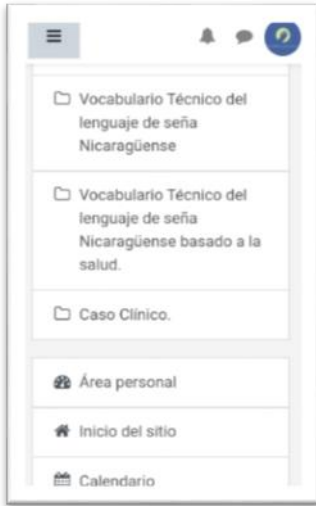 Vocabulario Técnico del
lenguaje de seña
Nicaragüense
Vocabulario Técnico del
lenguaje de seña
Nicaragüense basado a la
salud.
Caso Clínico.
Área personal
Inicio del sitio
Calendario